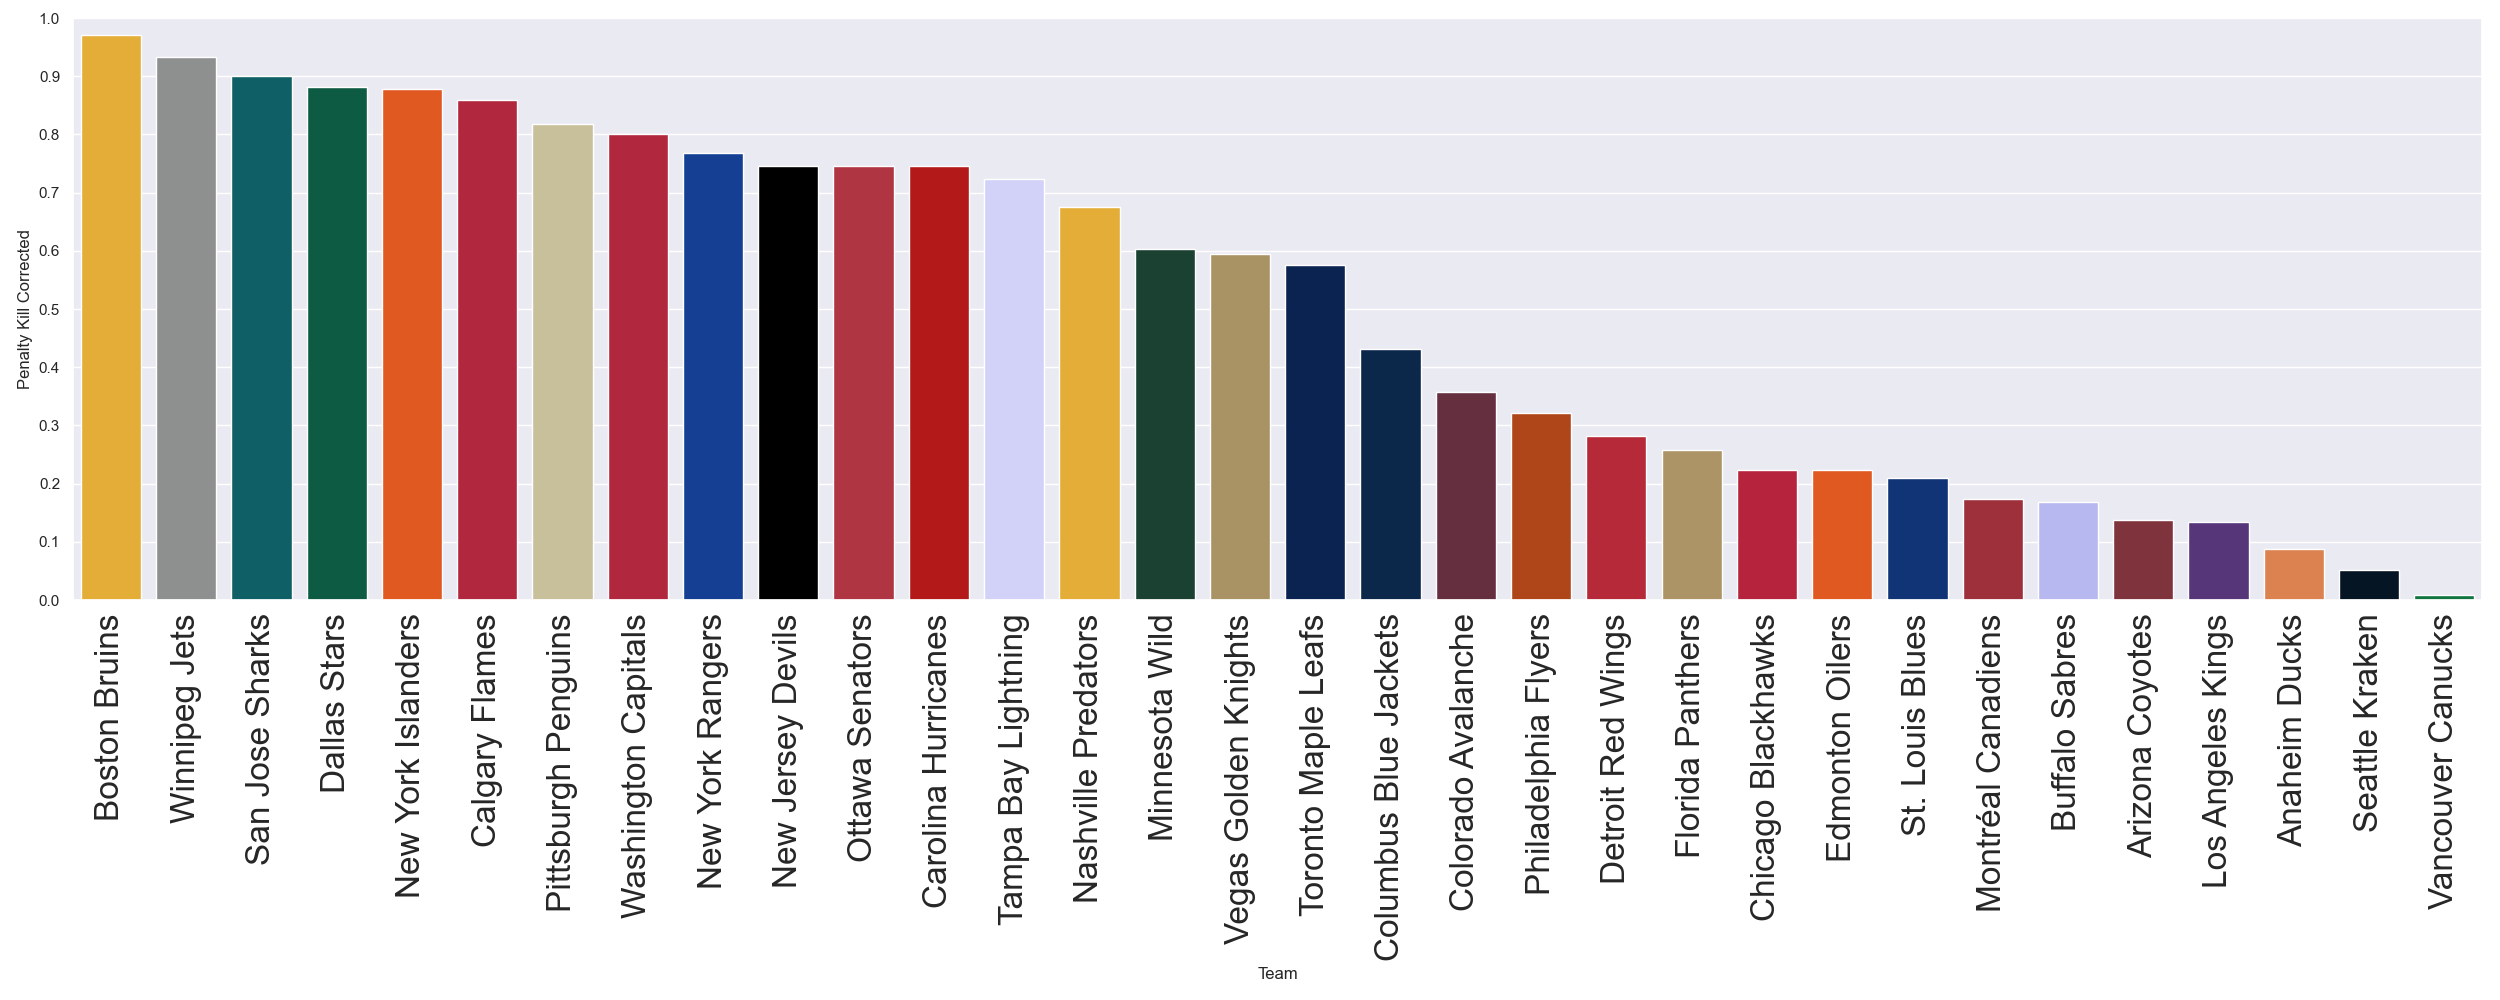 1.0
0.9
0.8
0.7
0.6
0.5
0.4
0.3
0.2
0.1
0.0
Penalty Kill Corrected
Boston Bruins
Winnipeg Jets
San Jose Sharks
Dallas Stars
New York Islanders
Calgary Flames
Pittsburgh Penguins
Washington Capitals
New York Rangers
New Jersey Devils
Ottawa Senators
Carolina Hurricanes
Tampa Bay Lightning
Nashville Predators
Minnesota Wild
Vegas Golden Knights
Toronto Maple Leafs
Columbus Blue Jackets
Colorado Avalanche
Philadelphia Flyers
Detroit Red Wings
Florida Panthers
Chicago Blackhawks
Edmonton Oilers
St. Louis Blues
Montréal Canadiens
Buffalo Sabres
Arizona Coyotes
Los Angeles Kings
Anaheim Ducks
Seattle Kraken
Vancouver Canucks
Team